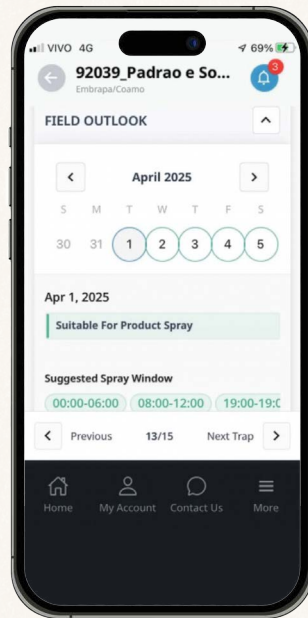 VIVO 4G 69%
92039_Padrao e So...
3
Embrapa/Coamo
FIELD OUTLOOK
April 2025
S M T W T F S
30 31 1 2 3 4 5
Apr 1, 2025
Suitable For Product Spray
Suggested Spray Window
00:00-06:00 08:00-12:00 19:00-19:0
Previous 13/15 Next Trap
Home My Account Contact Us More